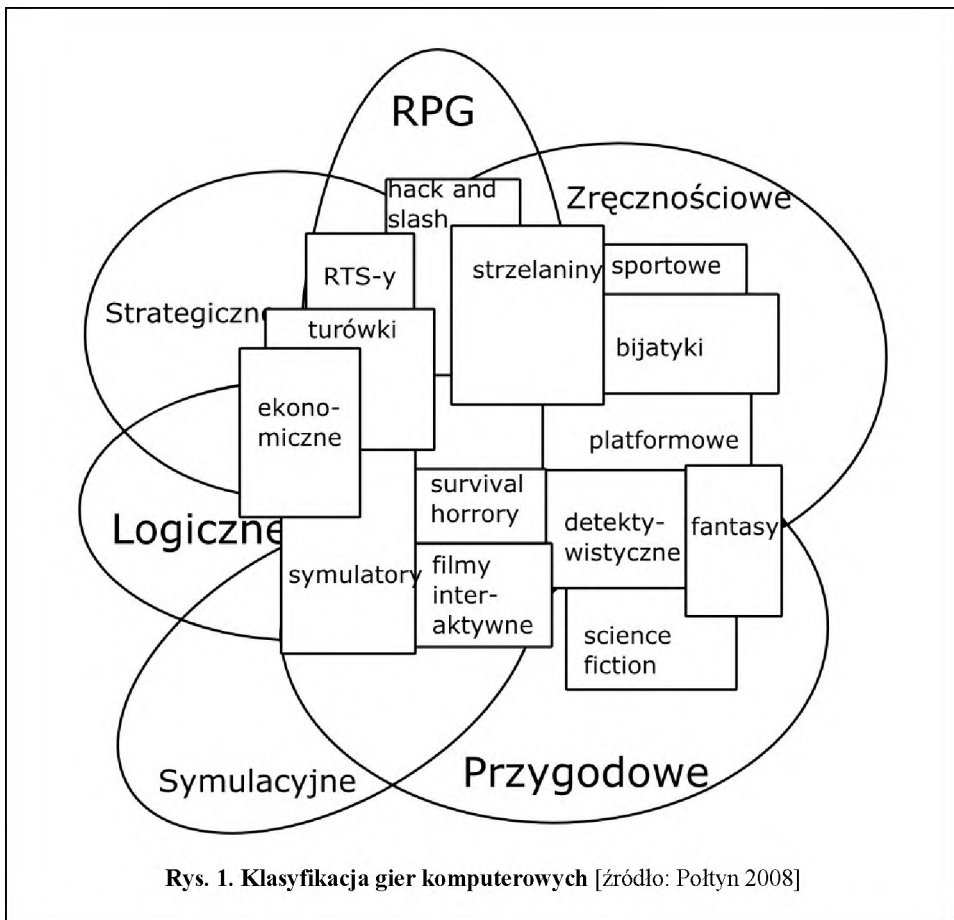 RPG
Zręcznościowe
hack and
slash
strzelaniny
sportowe
RTS-y
Strategiczne
turówki
bijatyki
ekono-
miczne
platformowe
survival
horrory
detekty-
wistyczne
fantasy
Logiczne
symulatory
filmy
inter-
aktywne
science
fiction
Symulacyjne
Przygodowe
Rys. 1. Klasyfikacja gier komputerowych [źródło: Połtyn 2008]